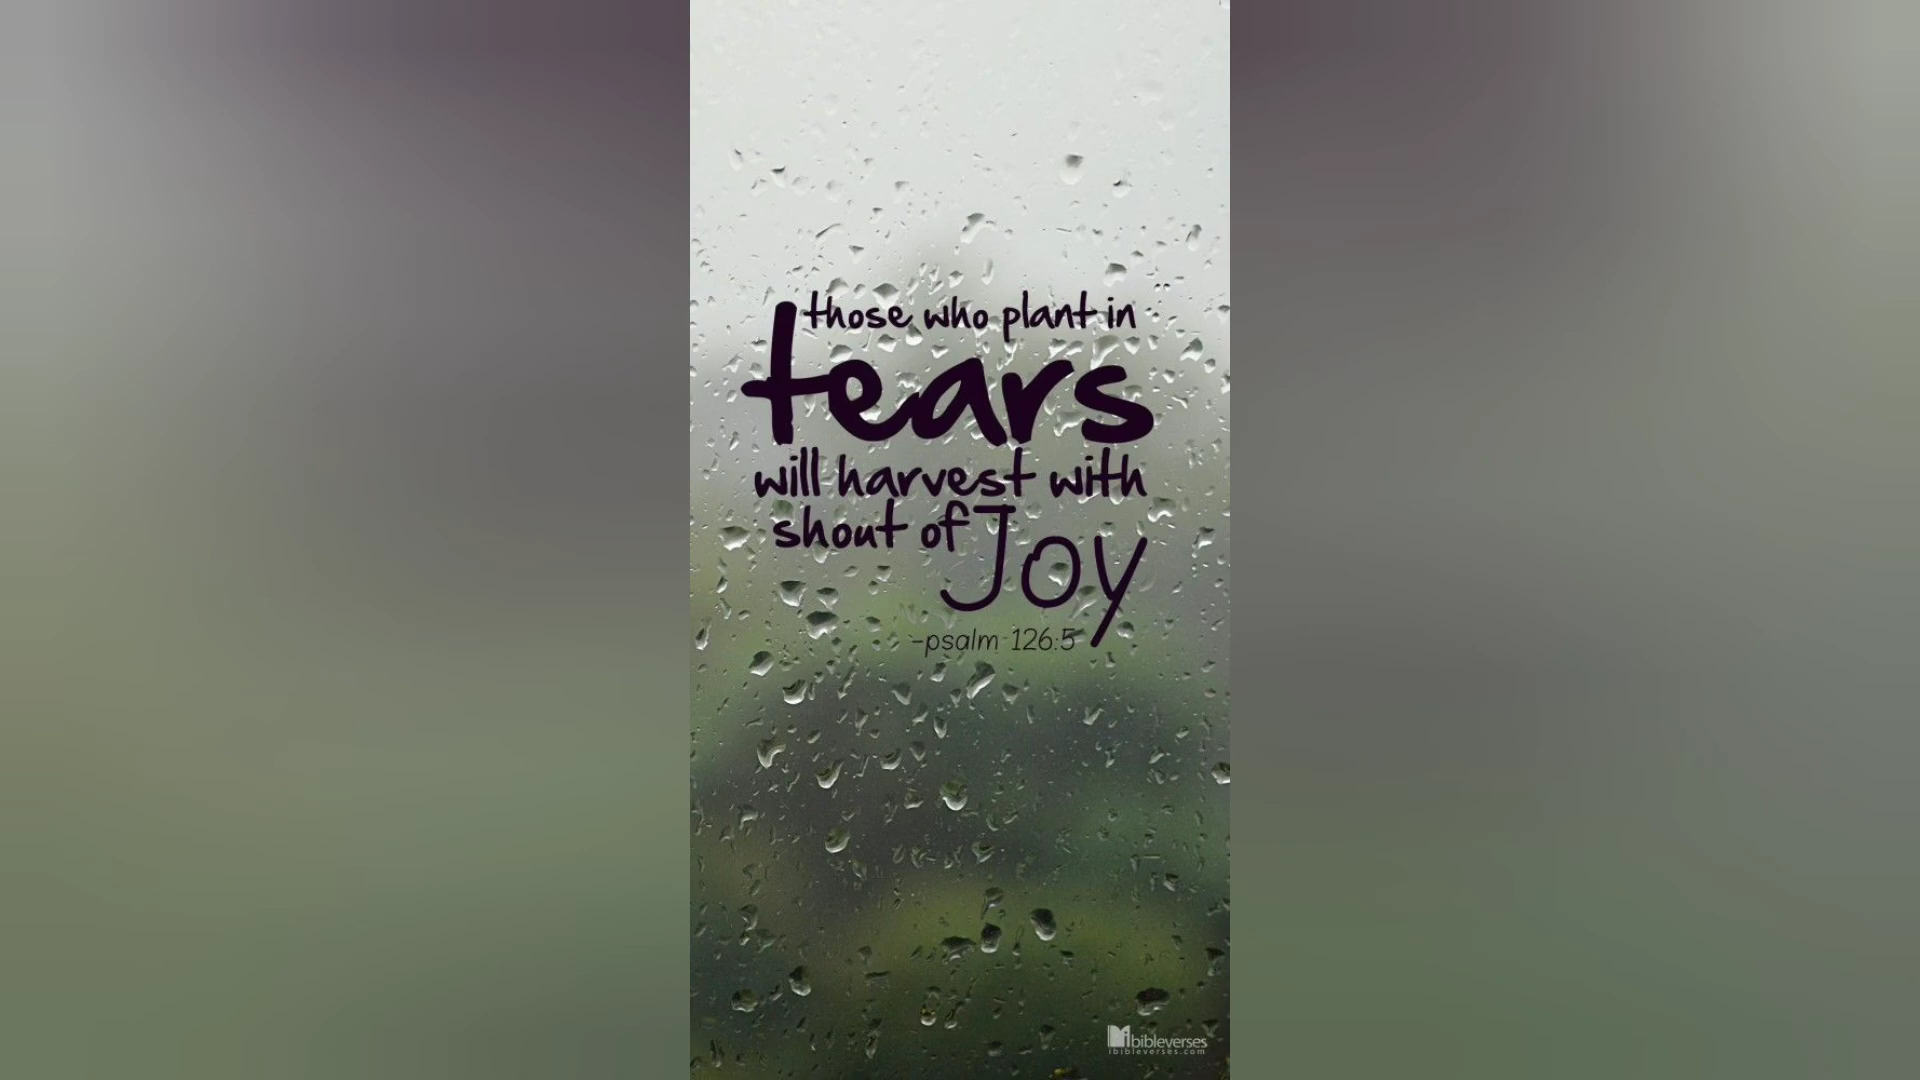 those who plant in
tears
will harvest with
shout of
Joy
-psalm 126:5
ibibleverses
ibibleverses.com